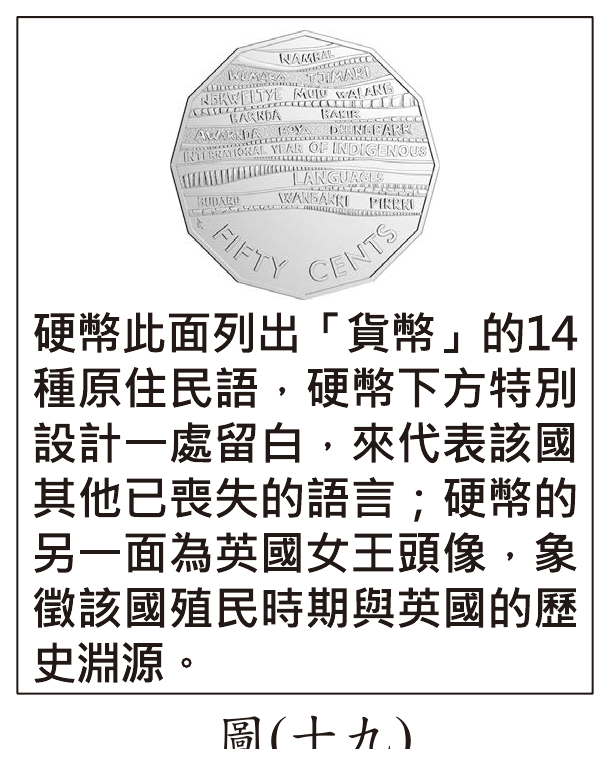 NAMBAL
KUMARA TJIMARI
NGKWELTYE MUIU WALANG
BARNDA BAKIR
AWARNDA BOYA DHINGGARR
INTERNATIONAL YEAR OF INDIGENOUS
LANGUAGES
BUDARU WANGARRI PIRRKI
FIFTY CENTS
硬幣此面列出「貨幣」的14
種原住民語，硬幣下方特別
設計一處留白，來代表該國
其他已喪失的語言；硬幣的
另一面為英國女王頭像，象
徵該國殖民時期與英國的歷
史淵源。
圖(十九)